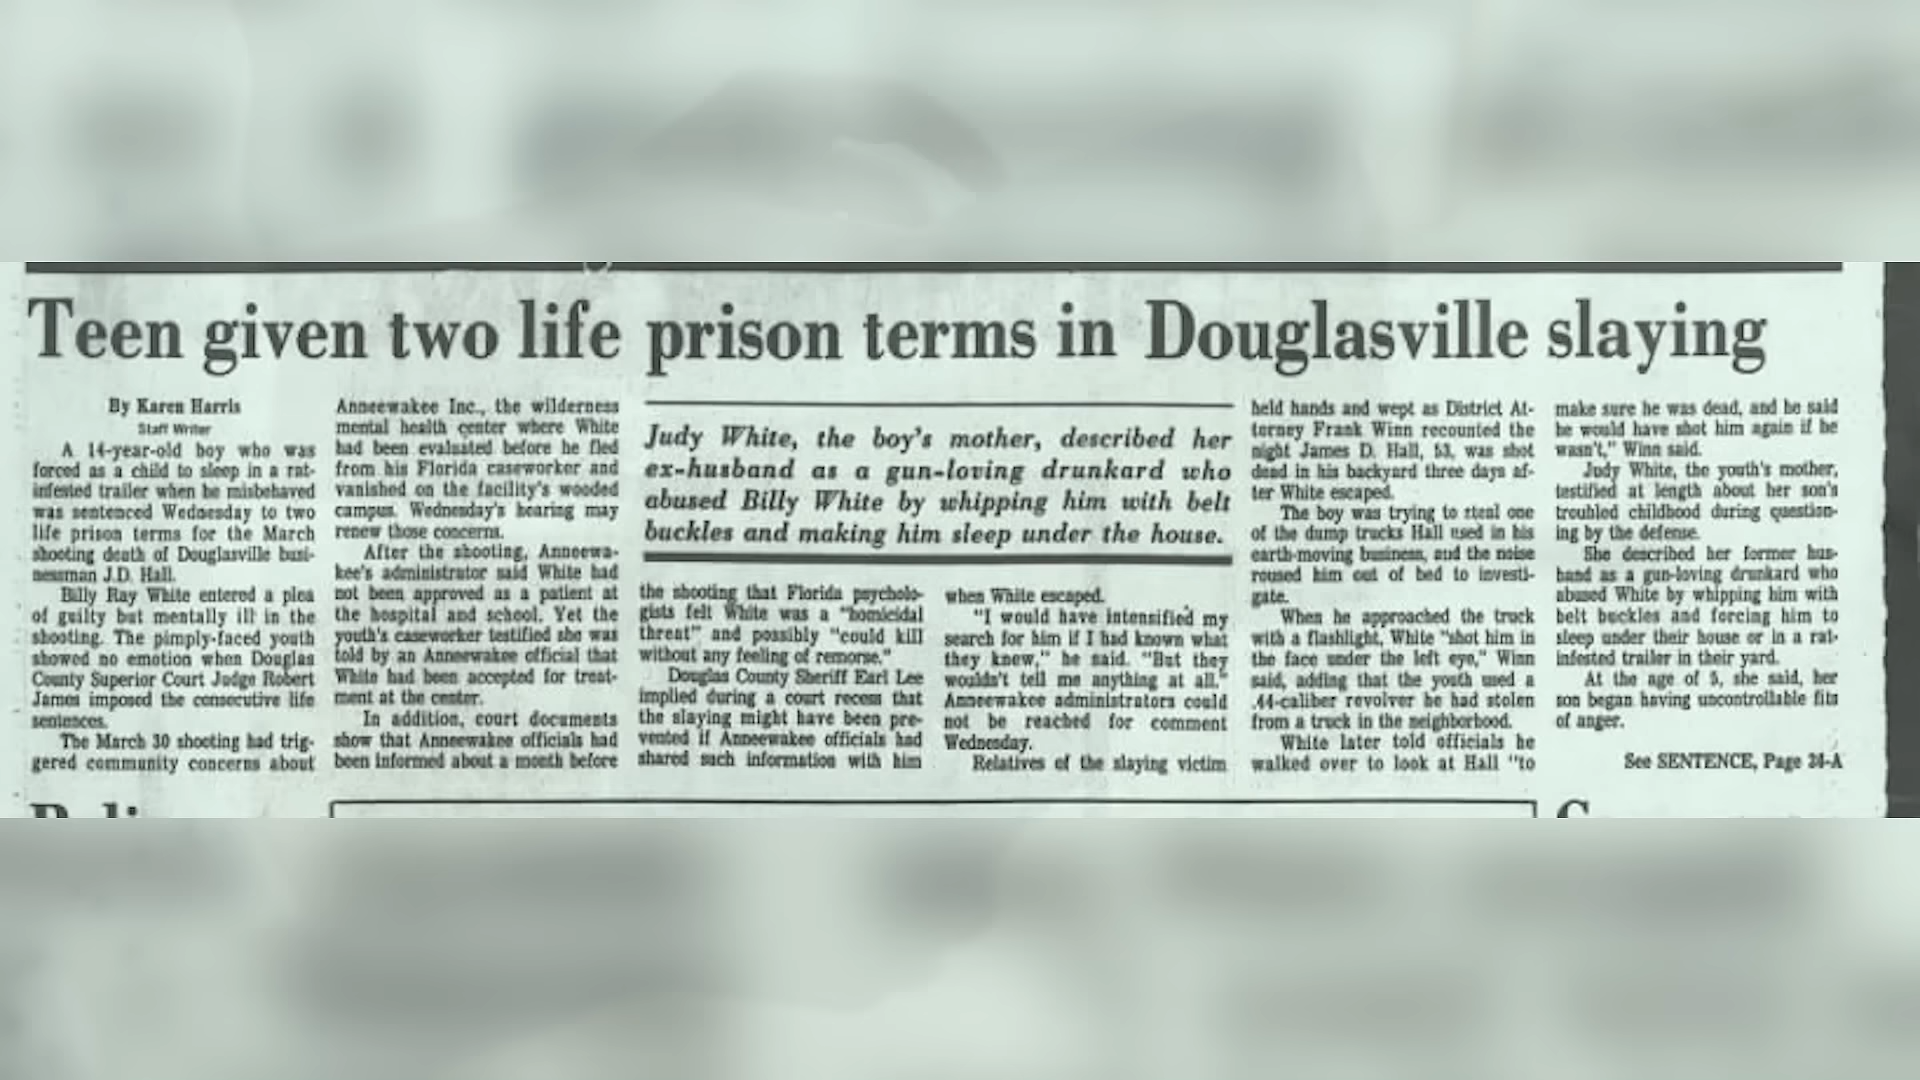 Teen given two life prison terms in Douglasville slaying
By Karen Harris
Staff Writer
A 14-year-old boy who was
forced as a child to sleep in a rat-
infested trailer when he misbehaved
was sentenced Wednesday to two
life prison terms for the March
shooting death of Douglasville busi-
nessman J.D. Hall.
Billy Ray White entered a plea
of guilty but mentally ill in the
shooting. The pimply-faced youth
showed no emotion when Douglas
County Superior Court Judge Robert
James imposed the consecutive life
sentences.
The March 30 shooting had trig-
gered community concerns about
Anneewakee Inc., the wilderness
mental health center where White
had been evaluated before he fled
from his Florida caseworker and
vanished on the facility's wooded
campus. Wednesday's hearing may
renew those concerns.
After the shooting, Anneewa-
kee's administrator said White had
not been approved as a patient at
the hospital and school. Yet the
youth's caseworker testified she was
told by an Anneewakee official that
White had been accepted for treat-
ment at the center.
In addition, court documents
show that Anneewakee officials had
been informed about a month before
Judy White, the boy's mother, described her
ex-husband as a gun-loving drunkard who
abused Billy White by whipping him with belt
buckles and making him sleep under the house.
the shooting that Florida psycholo-
gists felt White was a "homicidal
threat" and possibly "could kill
without any feeling of remorse."
Douglas County Sheriff Earl Lee
implied during a court recess that
the slaying might have been pre-
vented if Anneewakee officials had
shared such information with him
when White escaped.
"I would have intensified my
search for him if I had known what
they knew," he said. "But they
wouldn't tell me anything at all."
Anneewakee administrators could
not be reached for comment
Wednesday.
Relatives of the slaying victim
held hands and wept as District At-
torney Frank Winn recounted the
night James D. Hall, 53, was shot
dead in his backyard three days af-
ter White escaped.
The boy was trying to steal one
of the dump trucks Hall used in his
earth-moving business, and the noise
roused him out of bed to investi-
gate.
When he approached the truck
with a flashlight, White "shot him in
the face under the left eye," Winn
said, adding that the youth used a
.44-caliber revolver he had stolen
from a truck in the neighborhood.
White later told officials he
walked over to look at Hall "to
make sure he was dead, and he said
he would have shot him again if he
wasn't," Winn said.
Judy White, the youth's mother,
testified at length about her son's
troubled childhood during question-
ing by the defense.
She described her former hus-
band as a gun-loving drunkard who
abused White by whipping him with
belt buckles and forcing him to
sleep under their house or in a rat-
infested trailer in their yard.
At the age of 5, she said, her
son began having uncontrollable fits
of anger.
See SENTENCE, Page 24-A